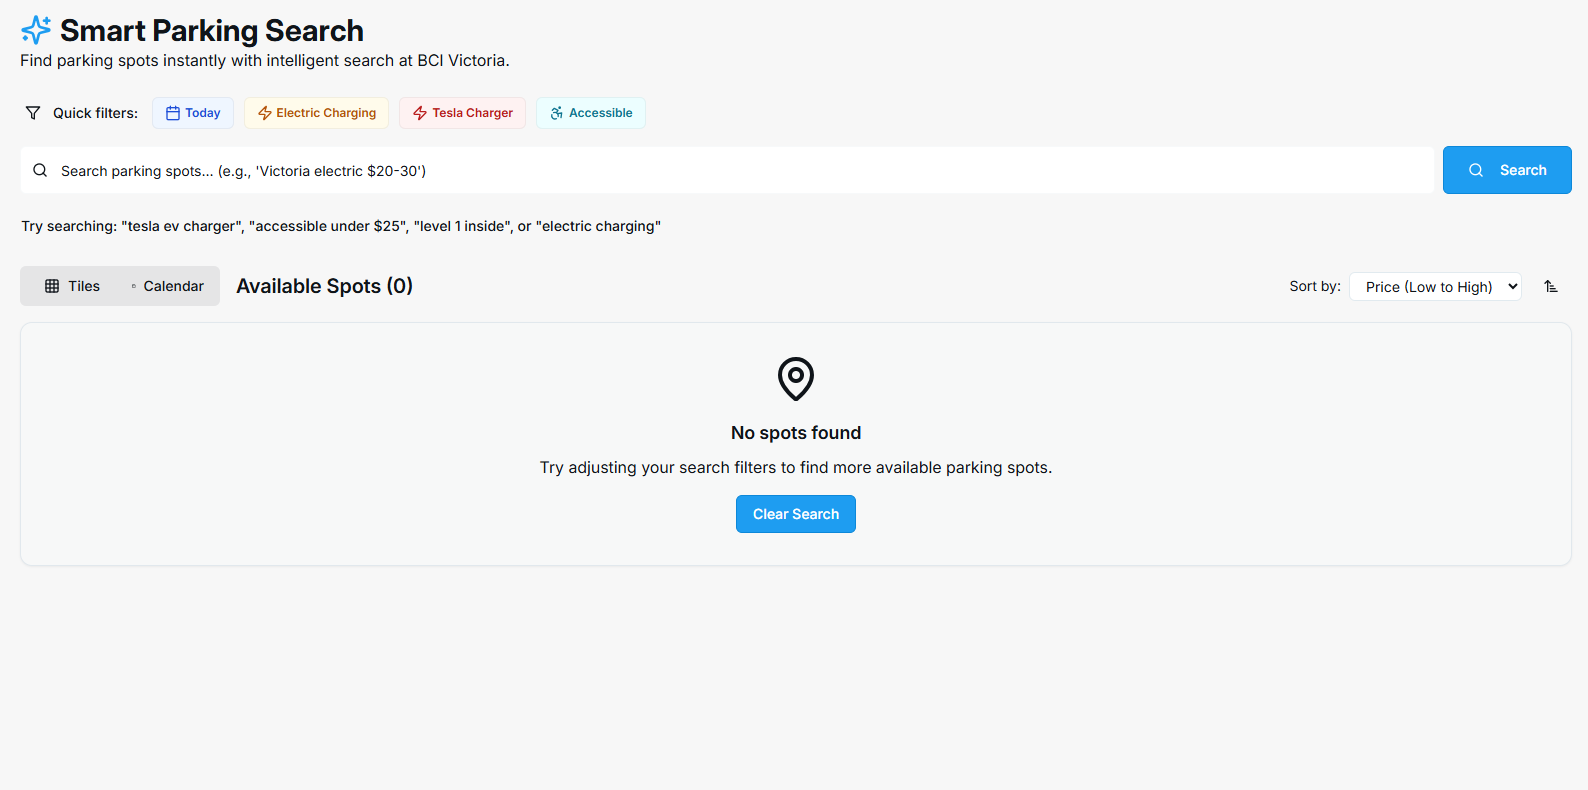 Smart Parking Search
Find parking spots instantly with intelligent search at BCI Victoria.
Quick filters: Today Electric Charging Tesla Charger Accessible
Search parking spots... (e.g., 'Victoria electric $20-30') Search
Try searching: "tesla ev charger", "accessible under $25", "level 1 inside", or "electric charging"
Tiles Calendar Available Spots (0) Sort by: Price (Low to High)
No spots found
Try adjusting your search filters to find more available parking spots.
Clear Search